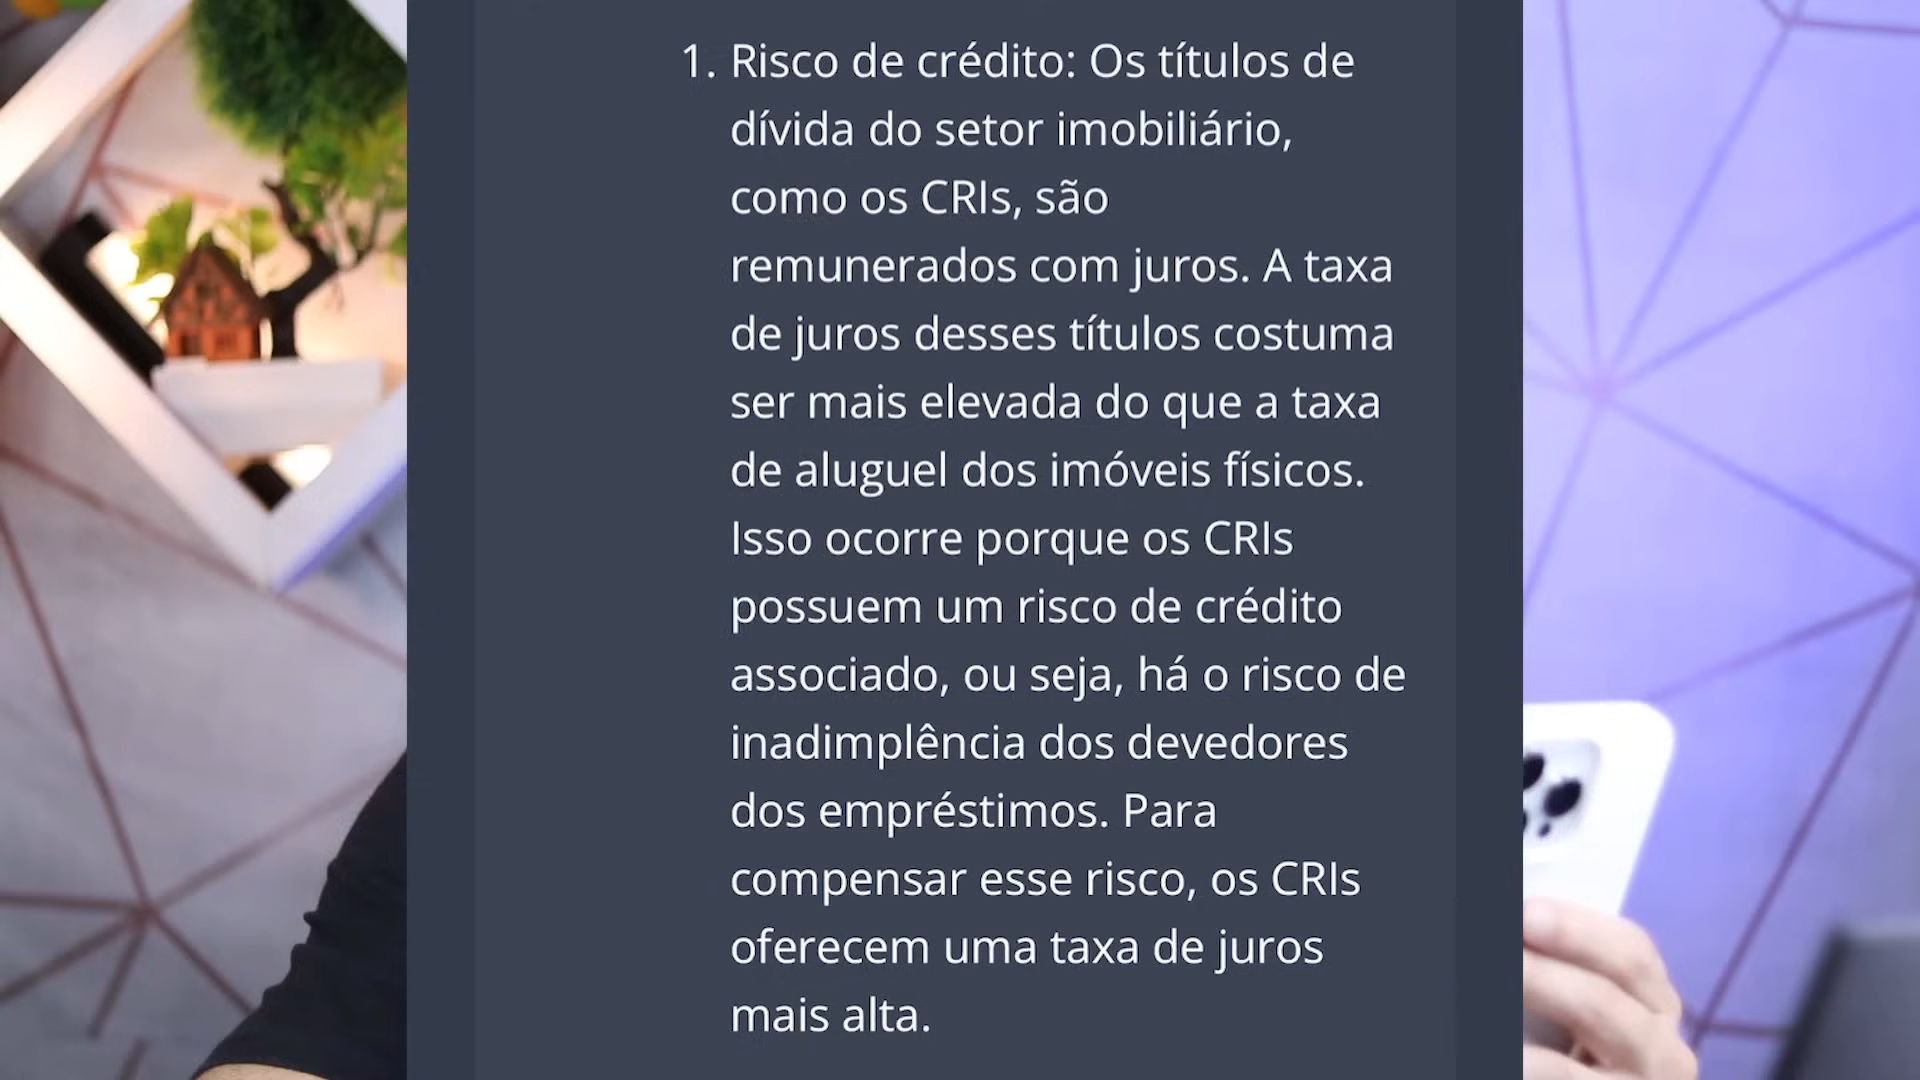 1. Risco de crédito: Os títulos de
dívida do setor imobiliário,
como os CRIs, são
remunerados com juros. A taxa
de juros desses títulos costuma
ser mais elevada do que a taxa
de aluguel dos imóveis físicos.
Isso ocorre porque os CRIs
possuem um risco de crédito
associado, ou seja, há o risco de
inadimplência dos devedores
dos empréstimos. Para
compensar esse risco, os CRIs
oferecem uma taxa de juros
mais alta.